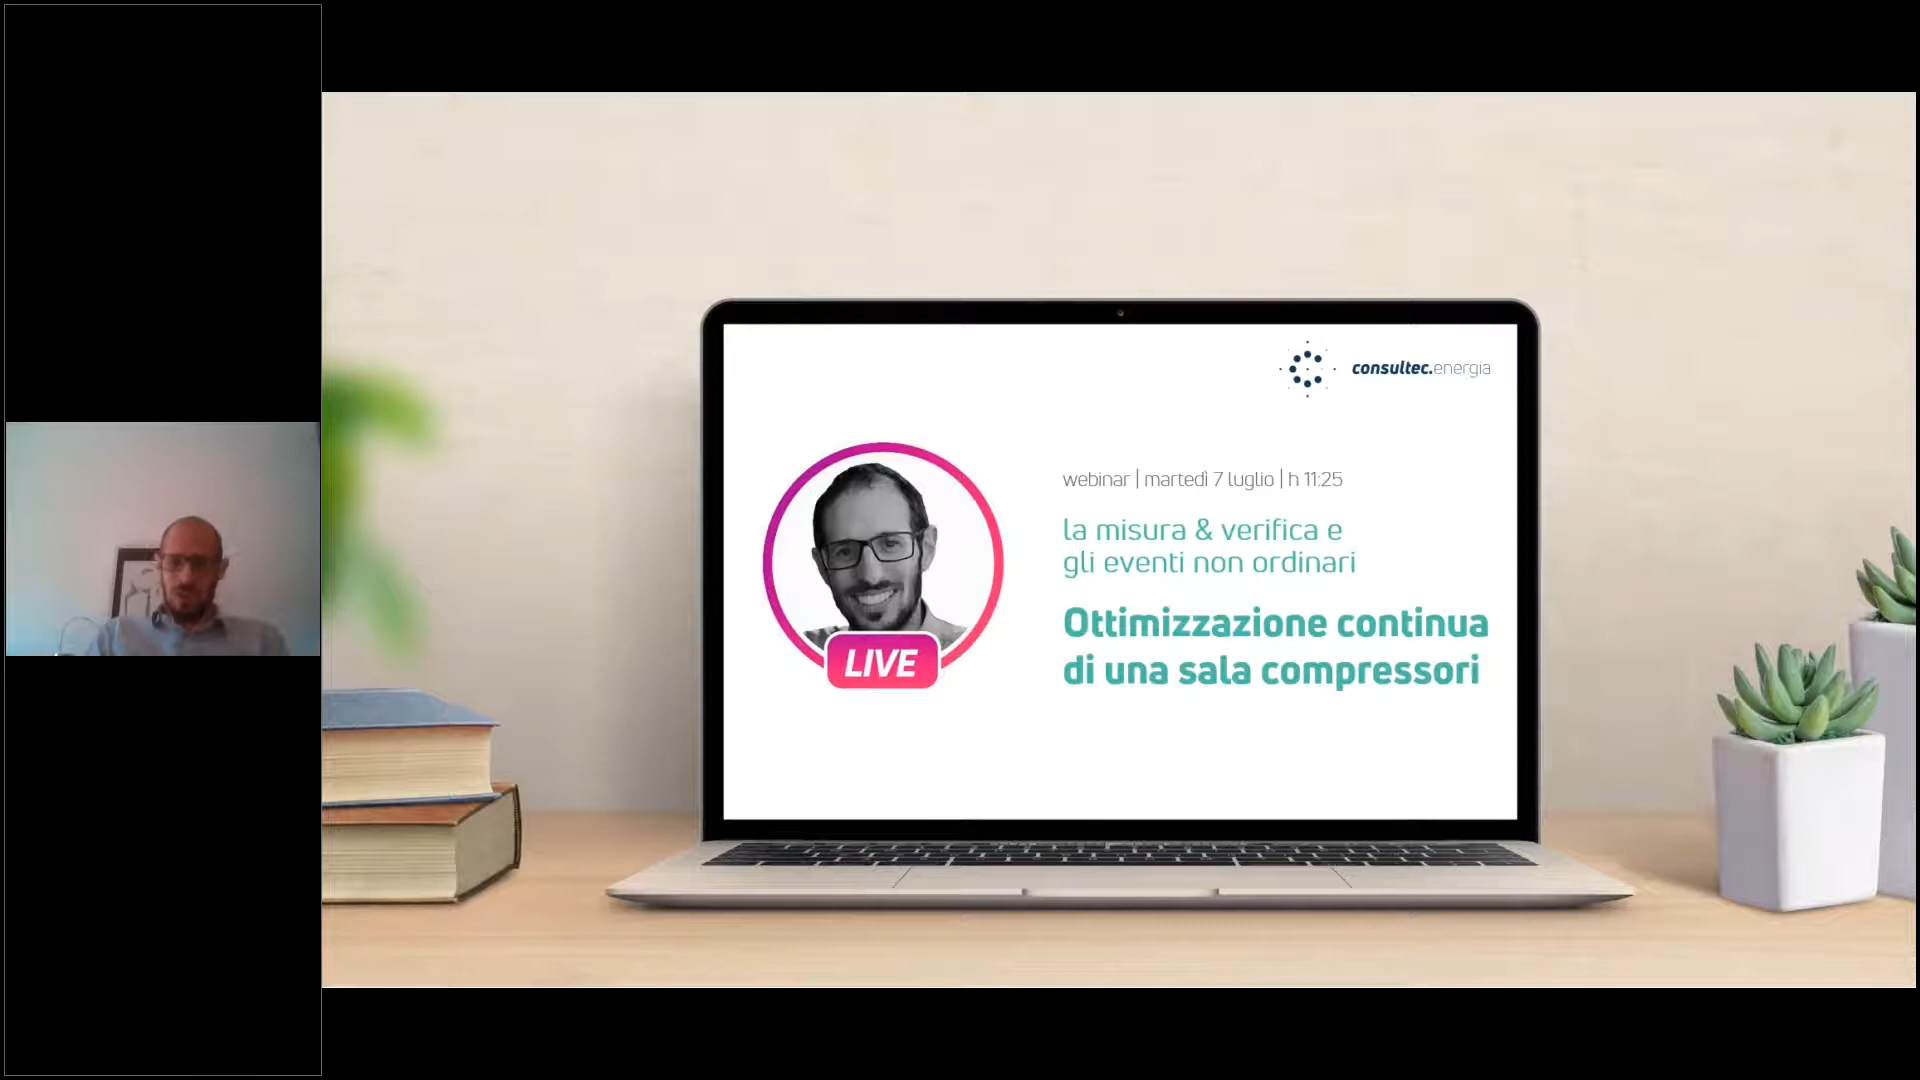 consultec.energia
webinar | martedì 7 luglio | h 11:25
la misura & verifica e
gli eventi non ordinari
Ottimizzazione continua
di una sala compressori
LIVE